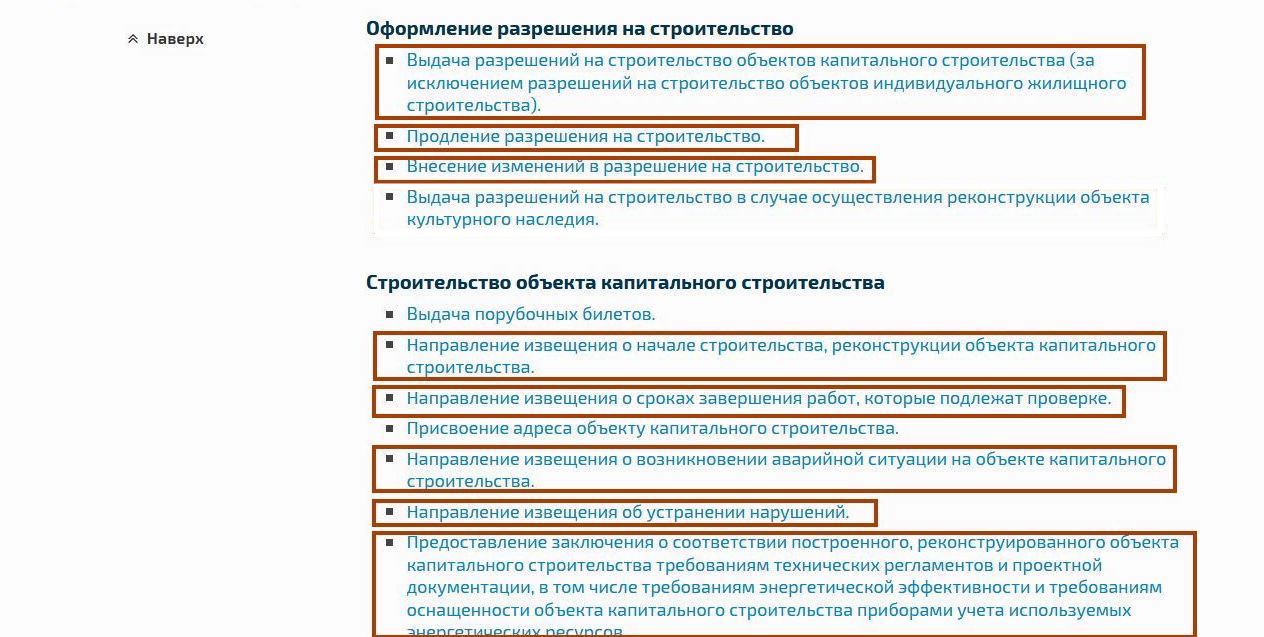 Наверх
Оформление разрешения на строительство
Выдача разрешений на строительство объектов капитального строительства (за
исключением разрешений на строительство объектов индивидуального жилищного
строительства).
Продление разрешения на строительство.
Внесение изменений в разрешение на строительство.
Выдача разрешений на строительство в случае осуществления реконструкции объекта
культурного наследия.
Строительство объекта капитального строительства
Выдача порубочных билетов.
Направление извещения о начале строительства, реконструкции объекта капитального
строительства.
Направление извещения о сроках завершения работ, которые подлежат проверке.
Присвоение адреса объекту капитального строительства.
Направление извещения о возникновении аварийной ситуации на объекте капитального
строительства.
Направление извещения об устранении нарушений.
Предоставление заключения о соответствии построенного, реконструированного объекта
капитального строительства требованиям технических регламентов и проектной
документации, в том числе требованиям энергетической эффективности и требованиям
оснащенности объекта капитального строительства приборами учета используемых
энергетических ресурсов